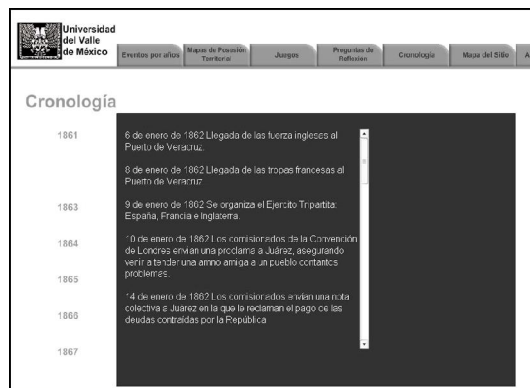 Universidad
del Valle
de México
Eventos por años
Mapas de Posesión
Territorial
Juegos
Preguntas de
Reflexión
Cronología
Mapa del Sitio
A
Cronología
1861
1863
1864
1865
1866
1867
6 de enero de 1862 Llegada de las fuerza inglesas al
Puerto de Veracruz.
8 de enero de 1862 Llegada de las tropas francesas al
Puerto de Veracruz
9 de enero de 1862 Se organiza el Ejercito Tripartita:
España, Francia e Inglaterra.
10 de enero de 1862 Los comisionados de la Convención
de Londres envian una proclama a Juárez, asegurando
venir a tender una amno amiga a un pueblo contantos
problemas.
14 de enero de 1862 Los comisionados envían una nota
colectiva a Juárez en la que le reclaman el pago de las
deudas contraídas por la República